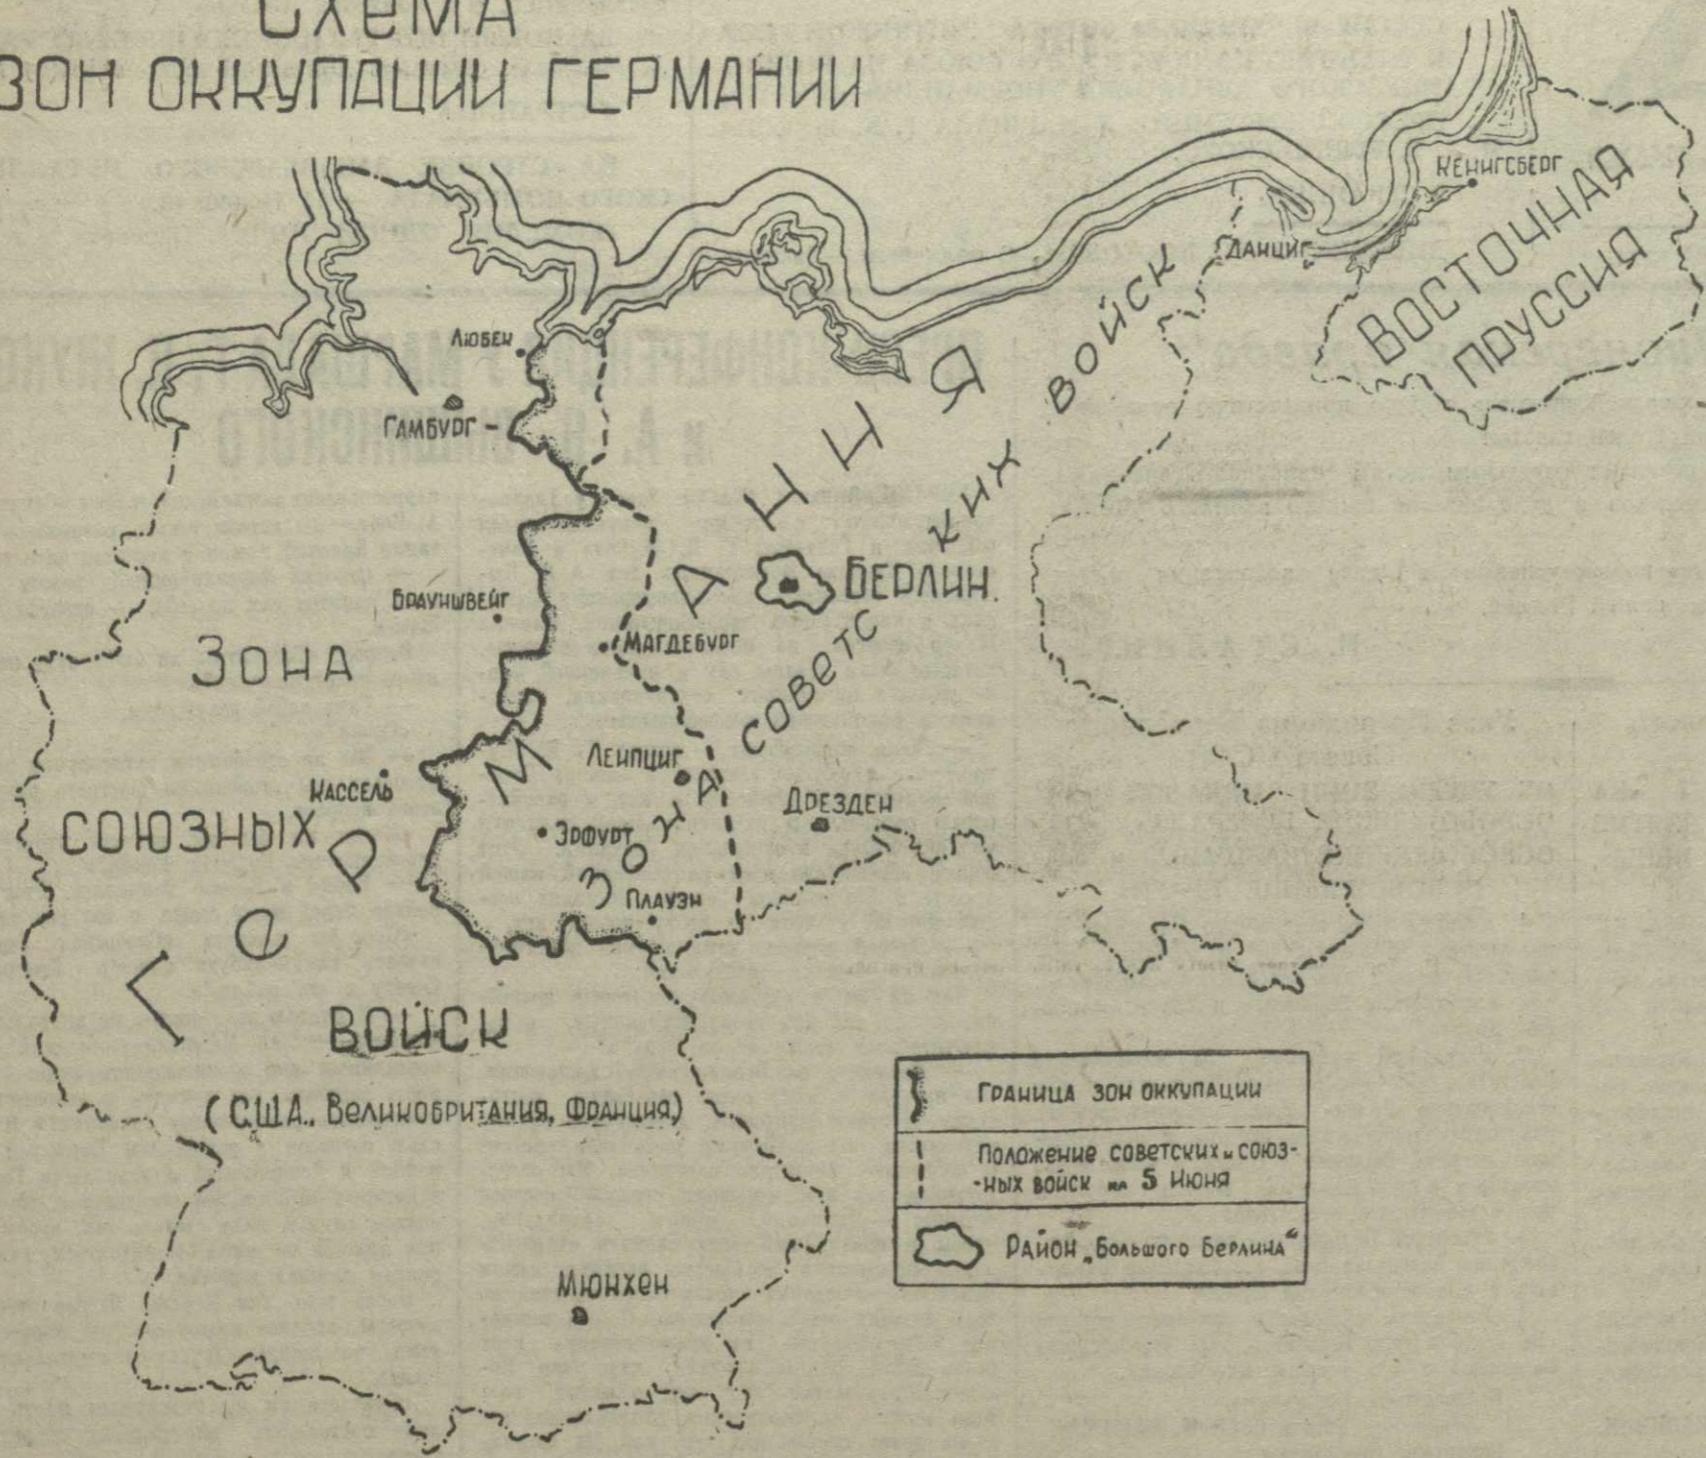 СХЕМА
ЗОН ОККУПАЦИИ ГЕРМАНИИ
КЕНИГСБЕРГ
ДАНЦИГ
ВОСТОЧНАЯ
ПРУССИЯ
ЛЮБЕК
ГАМБУРГ
БРАУНШВЕЙГ
МАГДЕБУРГ
БЕРЛИН.
ГЕРМАНИЯ
ЗОНА СОВЕТСКИХ ВОЙСК
ЗОНА
СОЮЗНЫХ
ВОЙСК
(США., ВЕЛИКОБРИТАНИЯ, ФРАНЦИЯ)
КАССЕЛЬ
ЛЕИПЦИГ
ЭРФУРТ
ПЛАУЭН
ДРЕЗДЕН
МЮНХЕН
ГРАНИЦА ЗОН ОККУПАЦИИ
ПОЛОЖЕНИЕ СОВЕТСКИХ и СОЮЗ-
-НЫХ ВОЙСК НА 5 ИЮНЯ
РАЙОН „БОЛЬШОГО БЕРЛИНА“